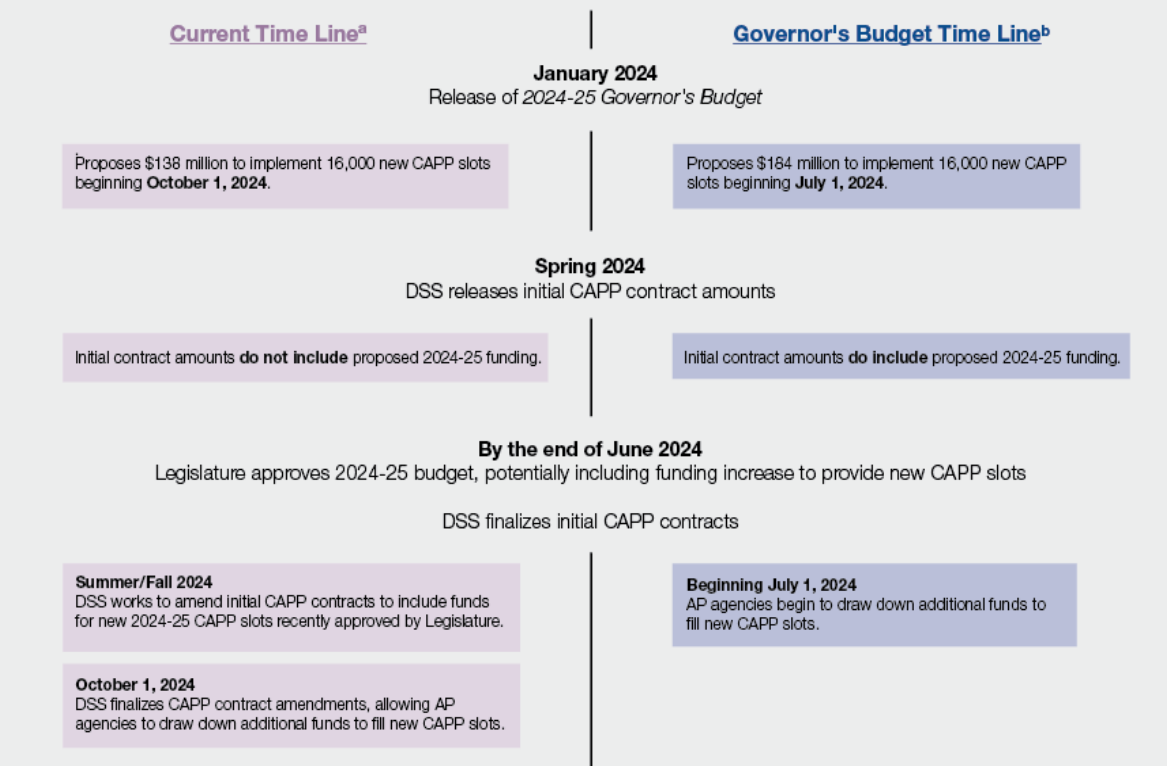 Current Time Lineᵃ
Governor's Budget Time Lineᵇ
January 2024
Release of 2024-25 Governor's Budget
Proposes $138 million to implement 16,000 new CAPP slots
beginning October 1, 2024.
Proposes $184 million to implement 16,000 new CAPP
slots beginning July 1, 2024.
Spring 2024
DSS releases initial CAPP contract amounts
Initial contract amounts do not include proposed 2024-25 funding.
Initial contract amounts do include proposed 2024-25 funding.
By the end of June 2024
Legislature approves 2024-25 budget, potentially including funding increase to provide new CAPP slots
DSS finalizes initial CAPP contracts
Summer/Fall 2024
DSS works to amend initial CAPP contracts to include funds
for new 2024-25 CAPP slots recently approved by Legislature.
October 1, 2024
DSS finalizes CAPP contract amendments, allowing AP
agencies to draw down additional funds to fill new CAPP slots.
Beginning July 1, 2024
AP agencies begin to draw down additional funds to
fill new CAPP slots.